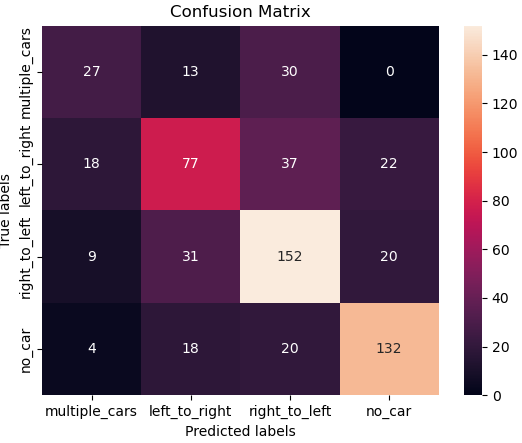 Confusion Matrix
True labels
multiple_cars 27 13 30 0
left_to_right 18 77 37 22
right_to_left 9 31 152 20
no_car 4 18 20 132
multiple_cars left_to_right right_to_left no_car
Predicted labels
140
120
100
80
60
40
20
0